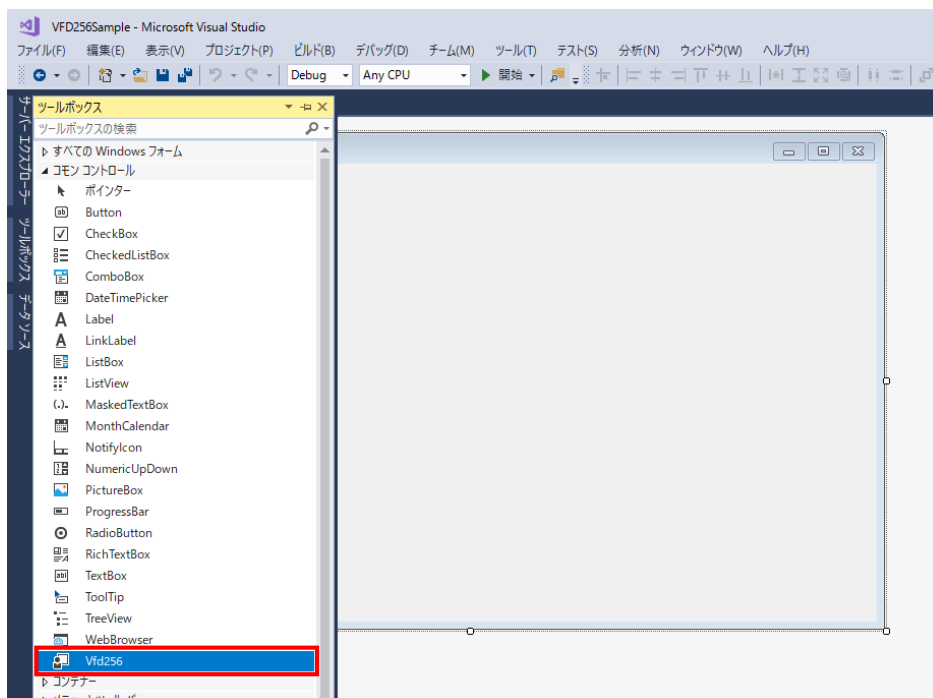 VFD256Sample - Microsoft Visual Studio
ファイル(F) 編集(E) 表示(V) プロジェクト(P) ビルド(B) デバッグ(D) チーム(M) ツール(T) テスト(S) 分析(N) ウィンドウ(W) ヘルプ(H)
Debug Any CPU 開始
サーバー エクスプローラー
ツールボックス
データ ソース
ツールボックス
ツールボックスの検索
すべての Windows フォーム
コモン コントロール
ポインター
Button
CheckBox
CheckedListBox
ComboBox
DateTimePicker
Label
LinkLabel
ListBox
ListView
MaskedTextBox
MonthCalendar
NotifyIcon
NumericUpDown
PictureBox
ProgressBar
RadioButton
RichTextBox
TextBox
ToolTip
TreeView
WebBrowser
Vfd256
コンテナー